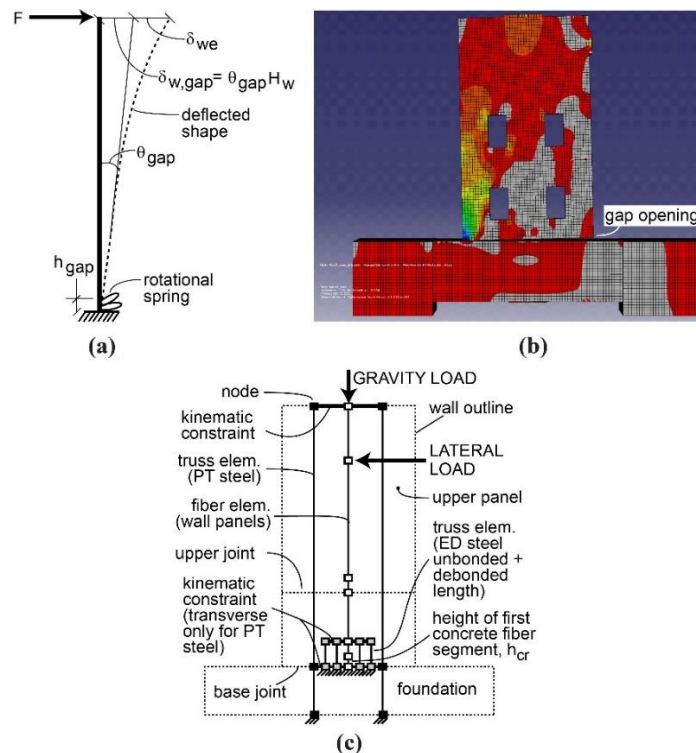 (a)
F
δwe
δw,gap= θgapHw
deflected
shape
θgap
hgap
rotational
spring
(b)
gap opening
GRAVITY LOAD
node
kinematic
constraint
wall outline
truss elem.
(PT steel)
LATERAL
LOAD
fiber elem.
(wall panels)
upper panel
truss elem.
(ED steel
unbonded +
debonded
length)
upper joint
kinematic
constraint
(transverse
only for PT
steel)
height of first
concrete fiber
segment, hcr
base joint
foundation
(c)